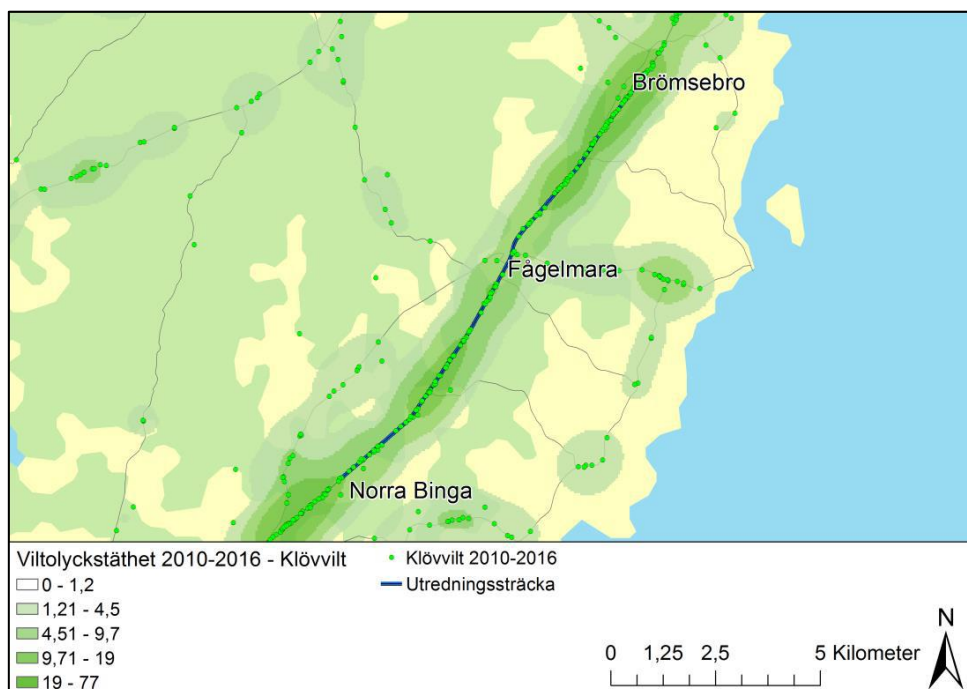 Brömsebro
Fågelmara
Norra Binga
Viltolyckstäthet 2010-2016 - Klövvilt
0 - 1,2
1,21 - 4,5
4,51 - 9,7
9,71 - 19
19 - 77
Klövvilt 2010-2016
Utredningssträcka
0 1,25 2,5 5 Kilometer
N